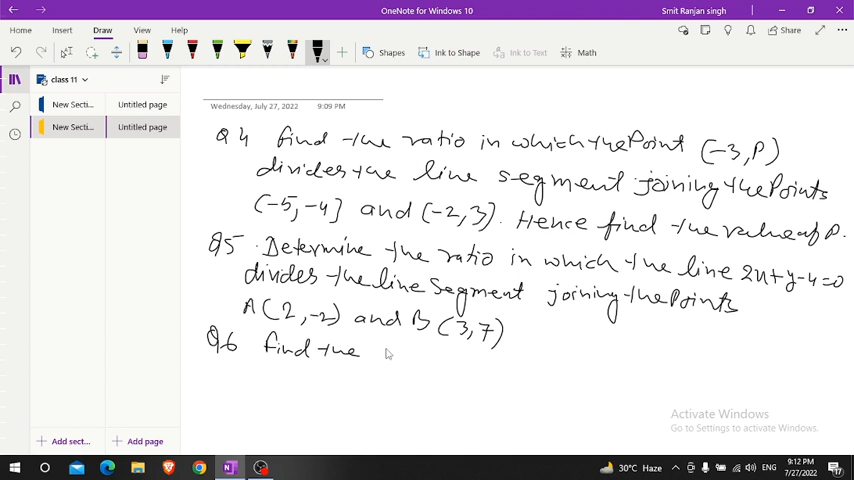 OneNote for Windows 10
Smit Ranjan singh
Home Insert Draw View Help
Share
Shapes Ink to Shape Ink to Text Math
class 11
New Secti... Untitled page
New Secti... Untitled page
Wednesday, July 27, 2022 9:09 PM
Q4 find the ratio in which the Point (-3, P)
divides the line segment joining the Points
(-5, -4) and (-2, 3). Hence find the value of P.
Q5 . Determine the ratio in which the line 2x+y-4=0
divides the line Segment joining the Points
A(2, -2) and B (3, 7)
Q6 find the
Activate Windows
Go to Settings to activate Windows.
Add sect... Add page
30°C Haze ENG 9:12 PM
7/27/2022
17